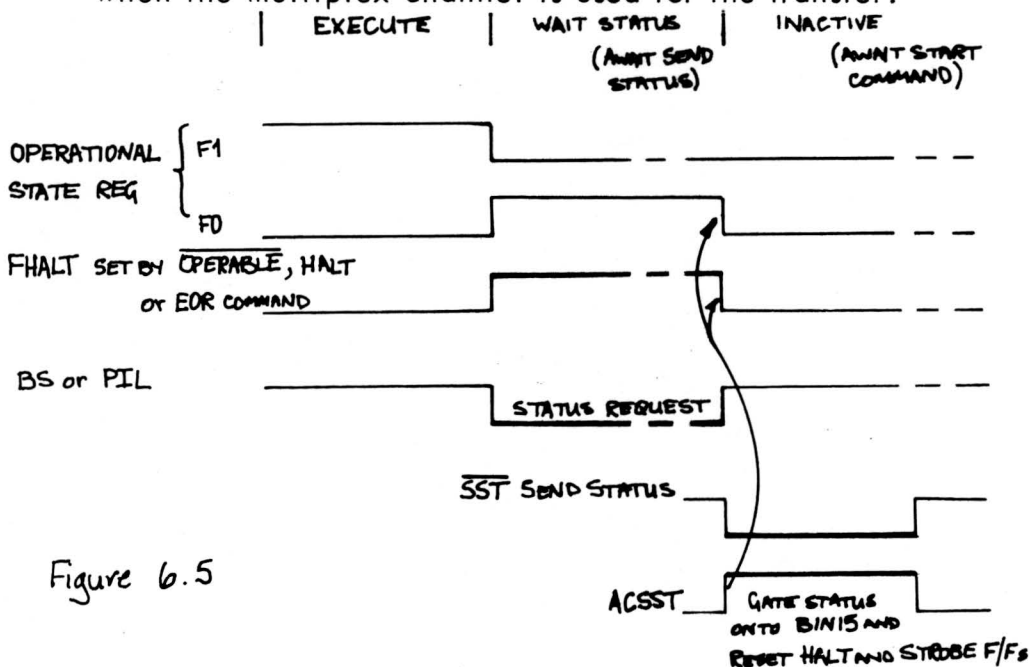 when the multiplex channel is used for the transfer.
EXECUTE WAIT STATUS INACTIVE
(AWAIT SEND STATUS)
(AWAIT START COMMAND)
OPERATIONAL STATE REG
F1
F0
FHALT SET BY OPERABLE, HALT
or EOR COMMAND
BS or PIL
STATUS REQUEST
SST SEND STATUS
Figure 6.5
ACSST
GATE STATUS
ONTO BIN15 AND
RESET HALT AND STROBE F/Fs